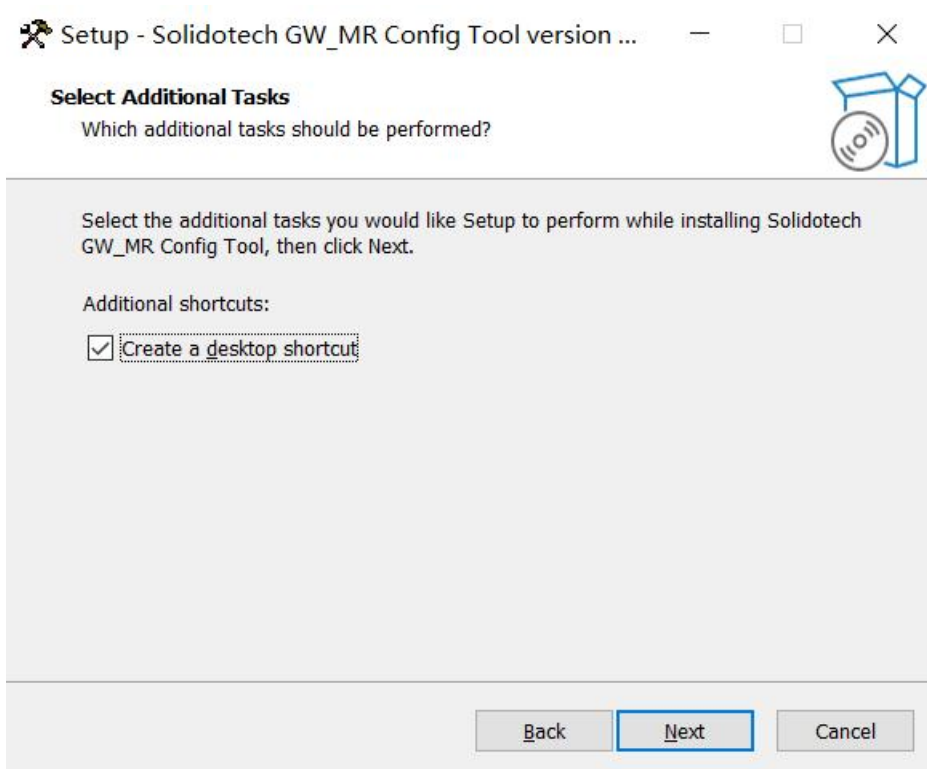 Setup - Solidotech GW_MR Config Tool version ...
Select Additional Tasks
Which additional tasks should be performed?
Select the additional tasks you would like Setup to perform while installing Solidotech
GW_MR Config Tool, then click Next.
Additional shortcuts:
Create a desktop shortcut
Back
Next
Cancel